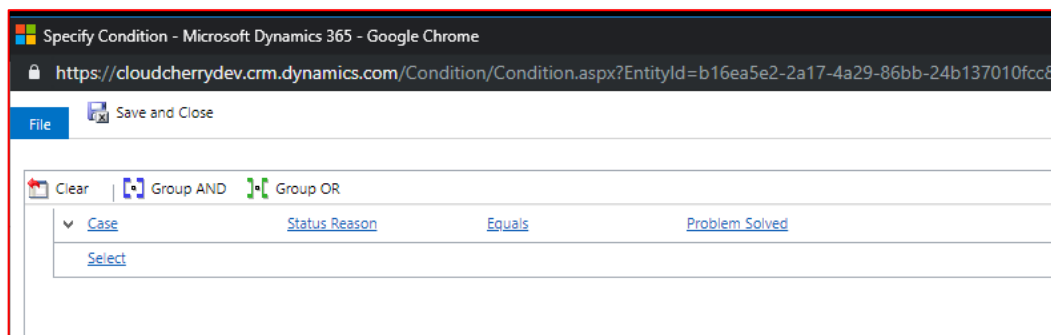 Specify Condition - Microsoft Dynamics 365 - Google Chrome
https://cloudcherrydev.crm.dynamics.com/Condition/Condition.aspx?EntityId=b16ea5e2-2a17-4a29-86bb-24b137010fcc8
File Save and Close
Clear Group AND Group OR
Case Status Reason Equals Problem Solved
Select